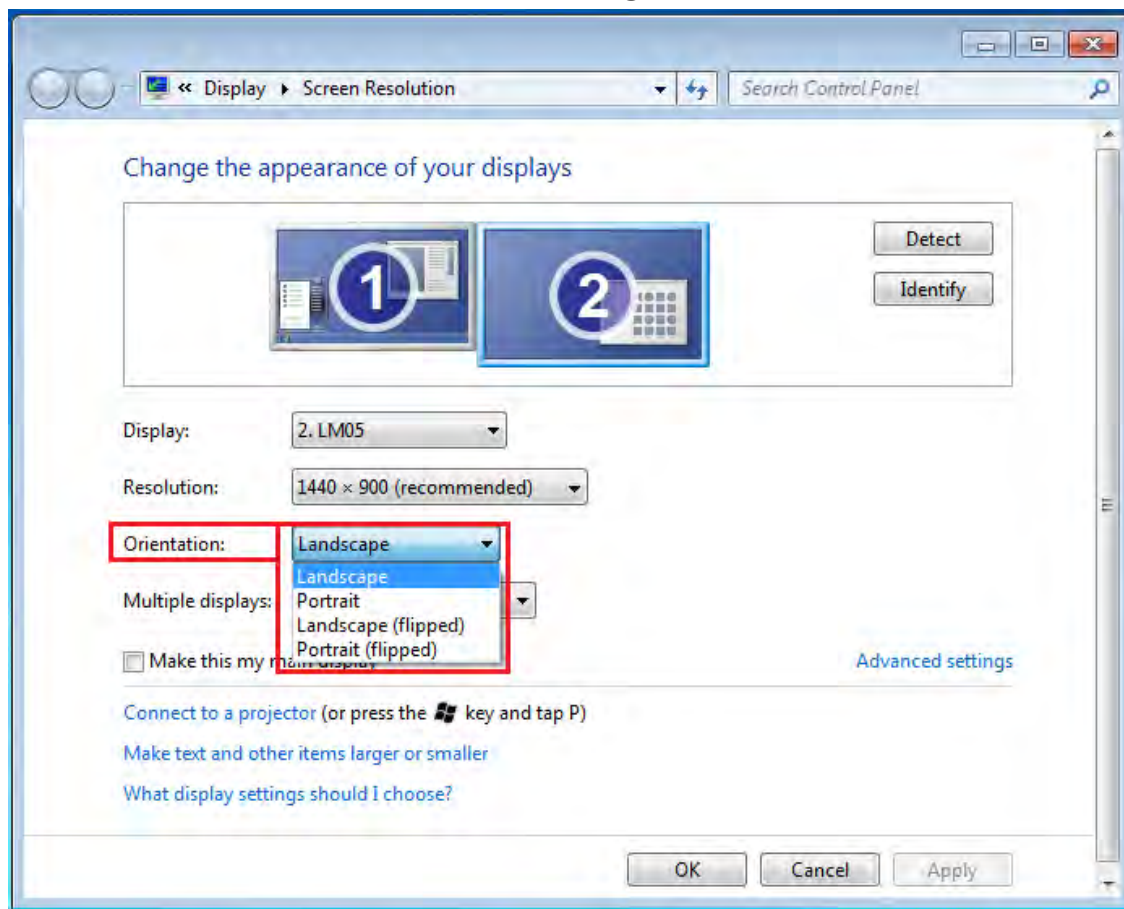 « Display ▸ Screen Resolution
Search Control Panel
Change the appearance of your displays
1
2
Detect
Identify
Display:
2. LM05
Resolution:
1440 × 900 (recommended)
Orientation:
Landscape
Landscape
Portrait
Landscape (flipped)
Portrait (flipped)
Multiple displays:
Make this my main display
Advanced settings
Connect to a projector (or press the key and tap P)
Make text and other items larger or smaller
What display settings should I choose?
OK
Cancel
Apply